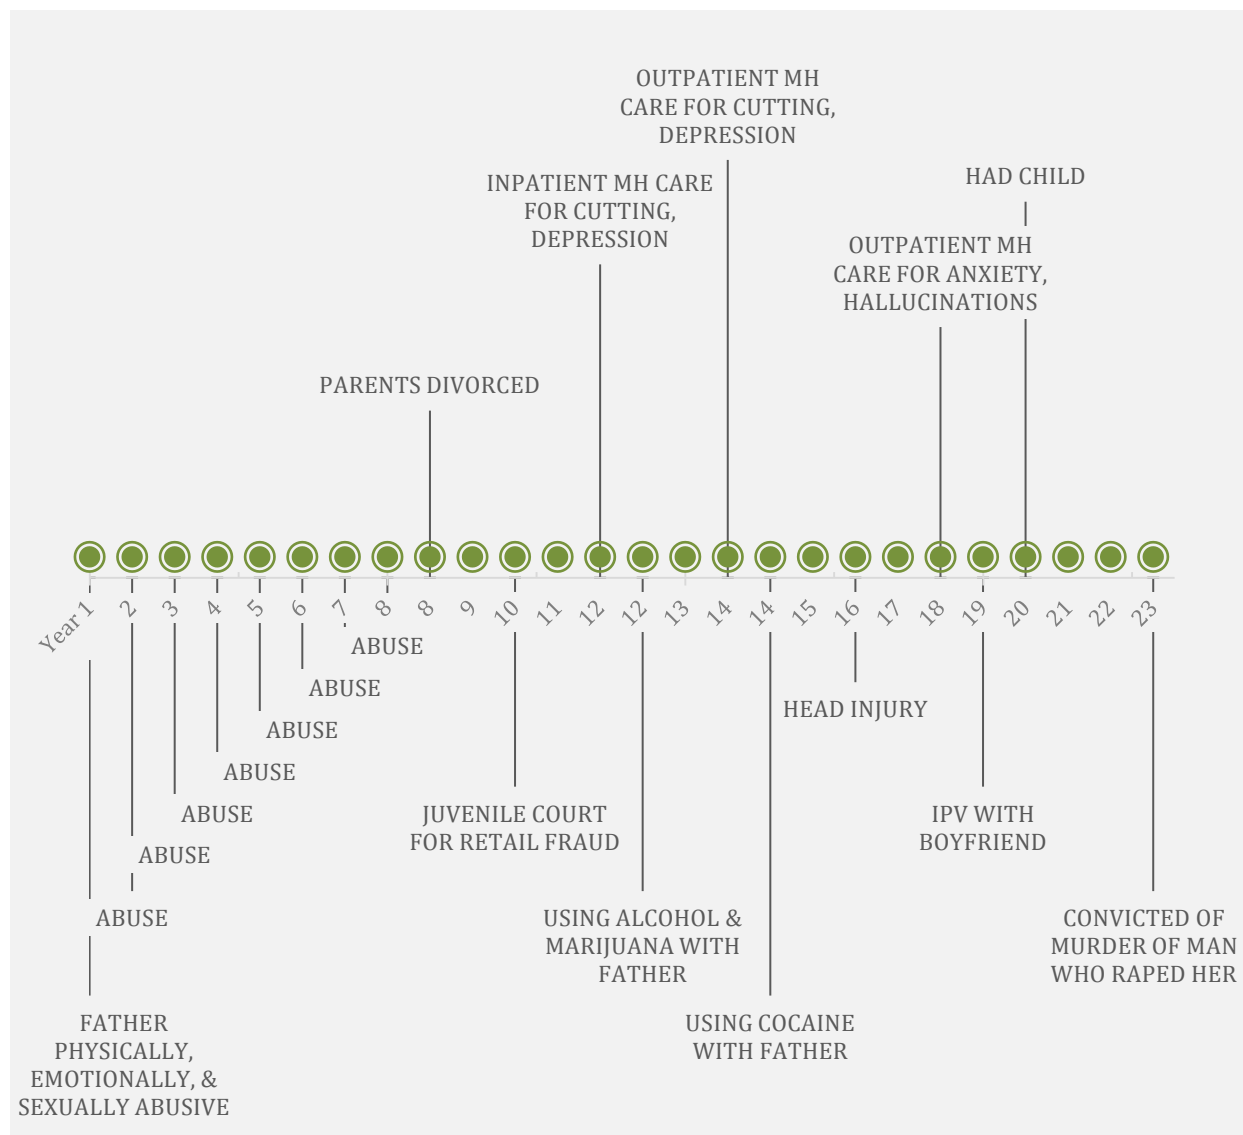 OUTPATIENT MH
CARE FOR CUTTING,
DEPRESSION
INPATIENT MH CARE
FOR CUTTING,
DEPRESSION
HAD CHILD
OUTPATIENT MH
CARE FOR ANXIETY,
HALLUCINATIONS
PARENTS DIVORCED
Year 1
2
3
4
5
6
7
8
8
9
10
11
12
12
13
14
14
15
16
17
18
19
20
21
22
23
ABUSE
ABUSE
ABUSE
ABUSE
ABUSE
ABUSE
ABUSE
HEAD INJURY
JUVENILE COURT
FOR RETAIL FRAUD
IPV WITH
BOYFRIEND
USING ALCOHOL &
MARIJUANA WITH
FATHER
CONVICTED OF
MURDER OF MAN
WHO RAPED HER
FATHER
PHYSICALLY,
EMOTIONALLY, &
SEXUALLY ABUSIVE
USING COCAINE
WITH FATHER